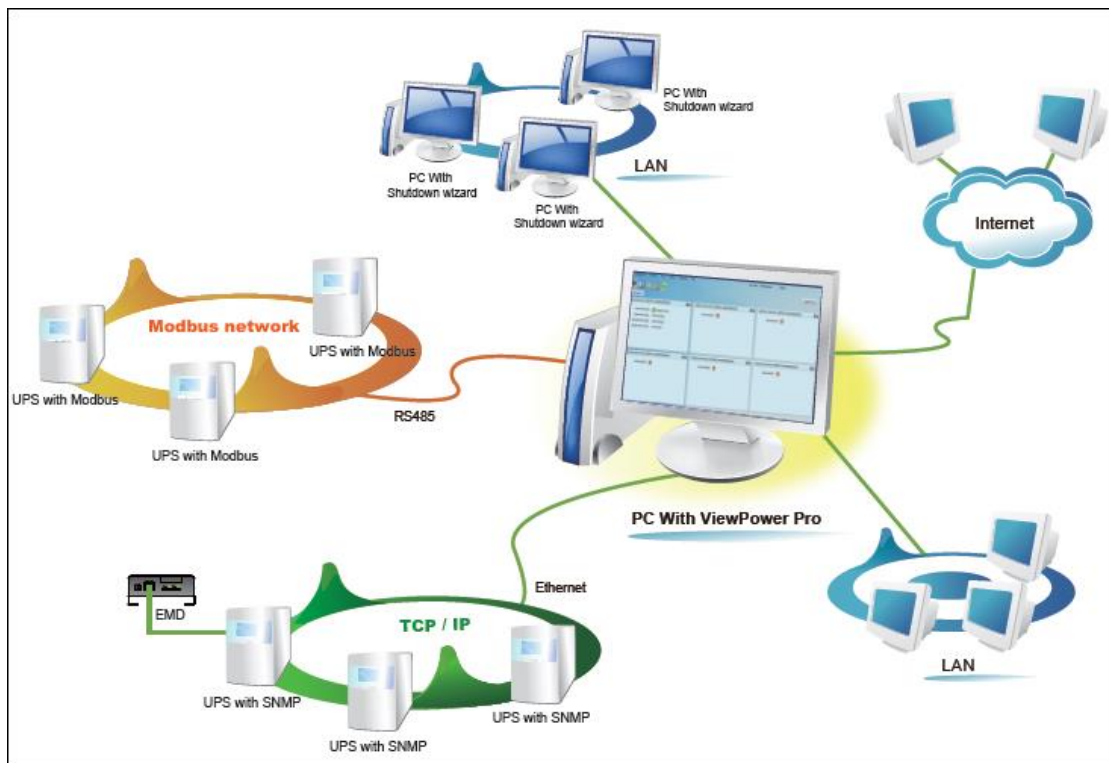 PC With
Shutdown wizard
LAN
PC With
Shutdown wizard
PC With
Shutdown wizard
Internet
Modbus network
UPS with Modbus
UPS with Modbus
RS485
UPS with Modbus
PC With ViewPower Pro
Ethernet
EMD
TCP / IP
LAN
UPS with SNMP
UPS with SNMP
UPS with SNMP